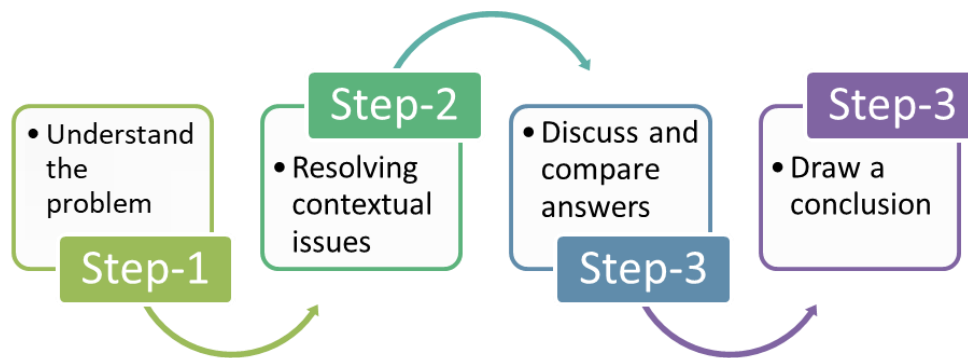 • Understand
the
problem
Step-1
Step-2
• Resolving
contextual
issues
• Discuss and
compare
answers
Step-3
Step-3
• Draw a
conclusion